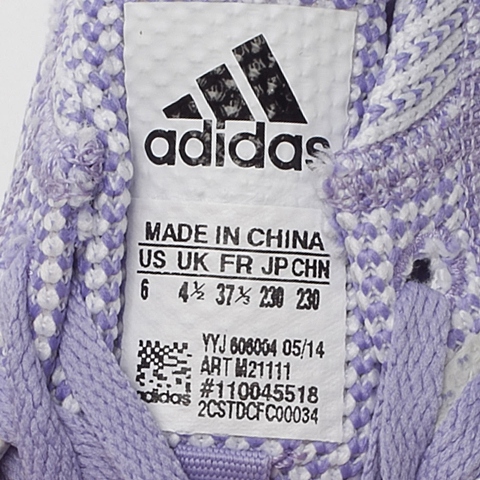 adidas
MADE IN CHINA
US UK FR JP CHN
6 4½ 37⅓ 230 230
YYJ 606004 05/14
ART M21111
#110045518
2CSTDCFC00034
adidas